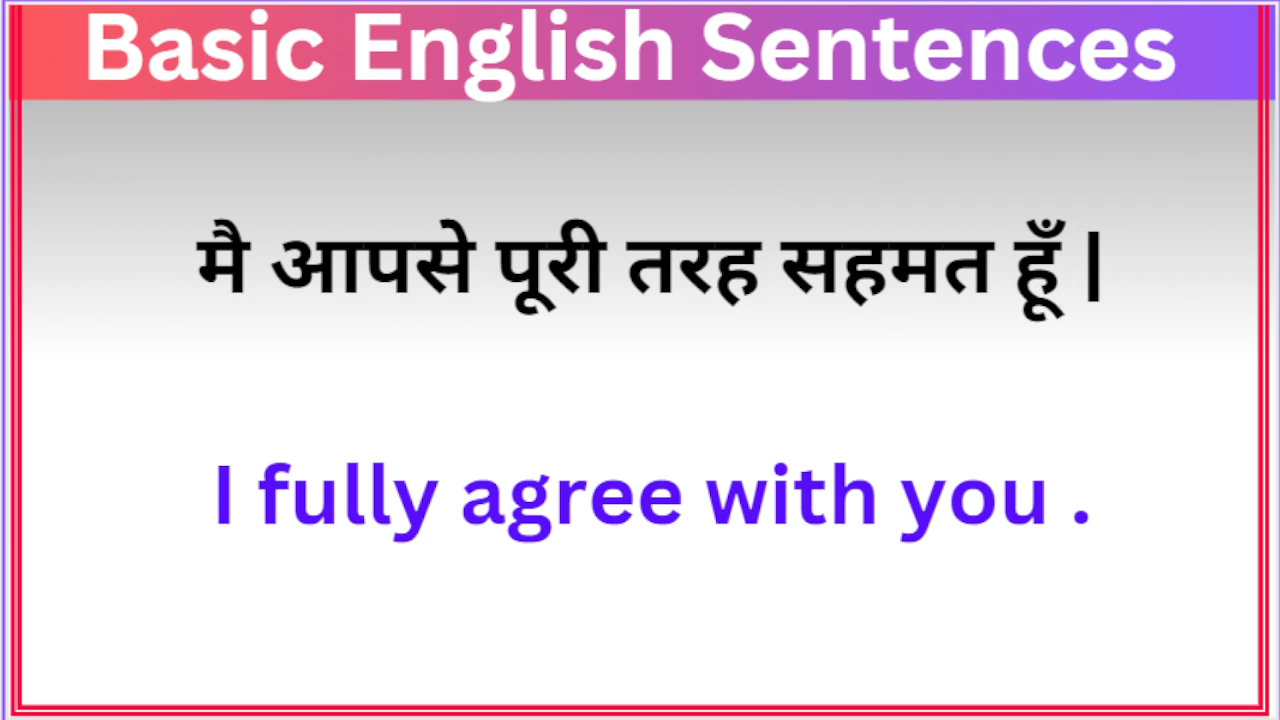 Basic English Sentences
मै आपसे पूरी तरह सहमत हूँ |
I fully agree with you .